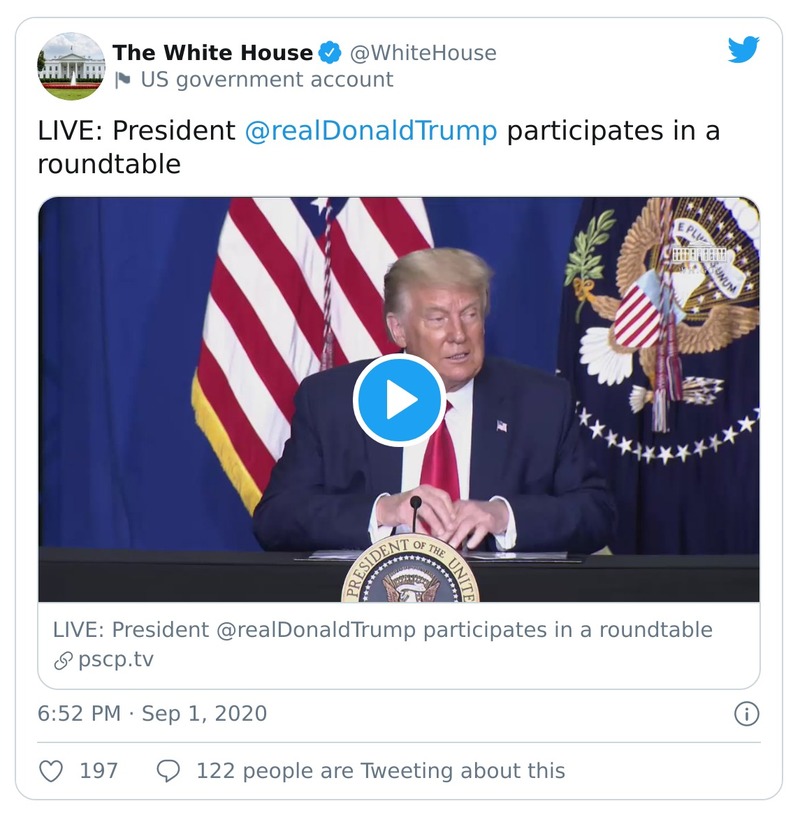 The White House @WhiteHouse
US government account
LIVE: President @realDonaldTrump participates in a
roundtable
E PLURIBUS UNUM
PRESIDENT OF THE UNITE
LIVE: President @realDonaldTrump participates in a roundtable
pscp.tv
6:52 PM · Sep 1, 2020
197 122 people are Tweeting about this